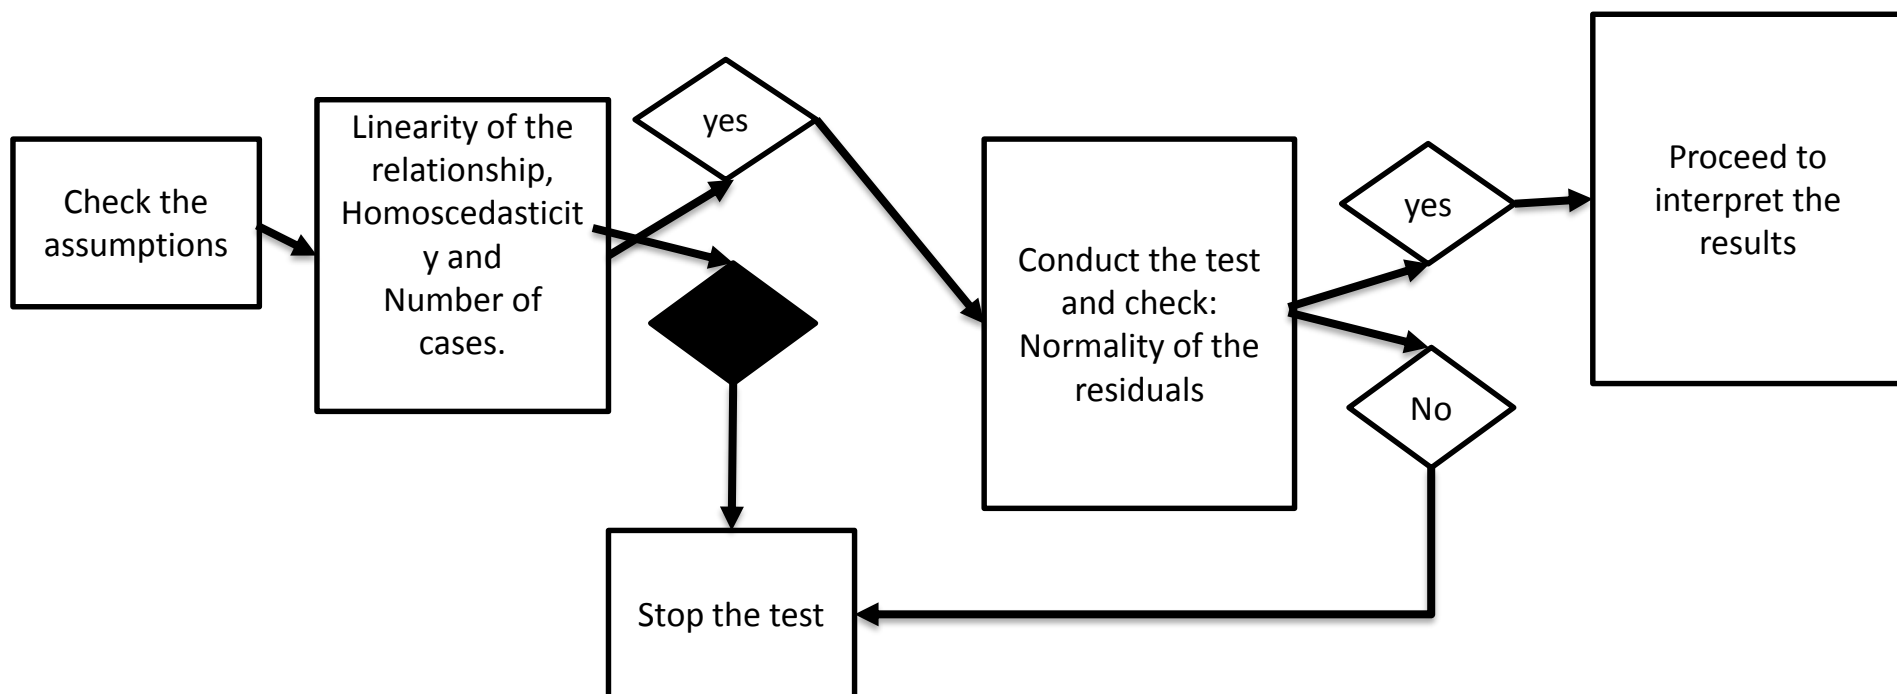 Check the
assumptions
Linearity of the
relationship,
Homoscedasticit
y and
Number of
cases.
yes
Conduct the test
and check:
Normality of the
residuals
yes
No
Proceed to
interpret the
results
Stop the test